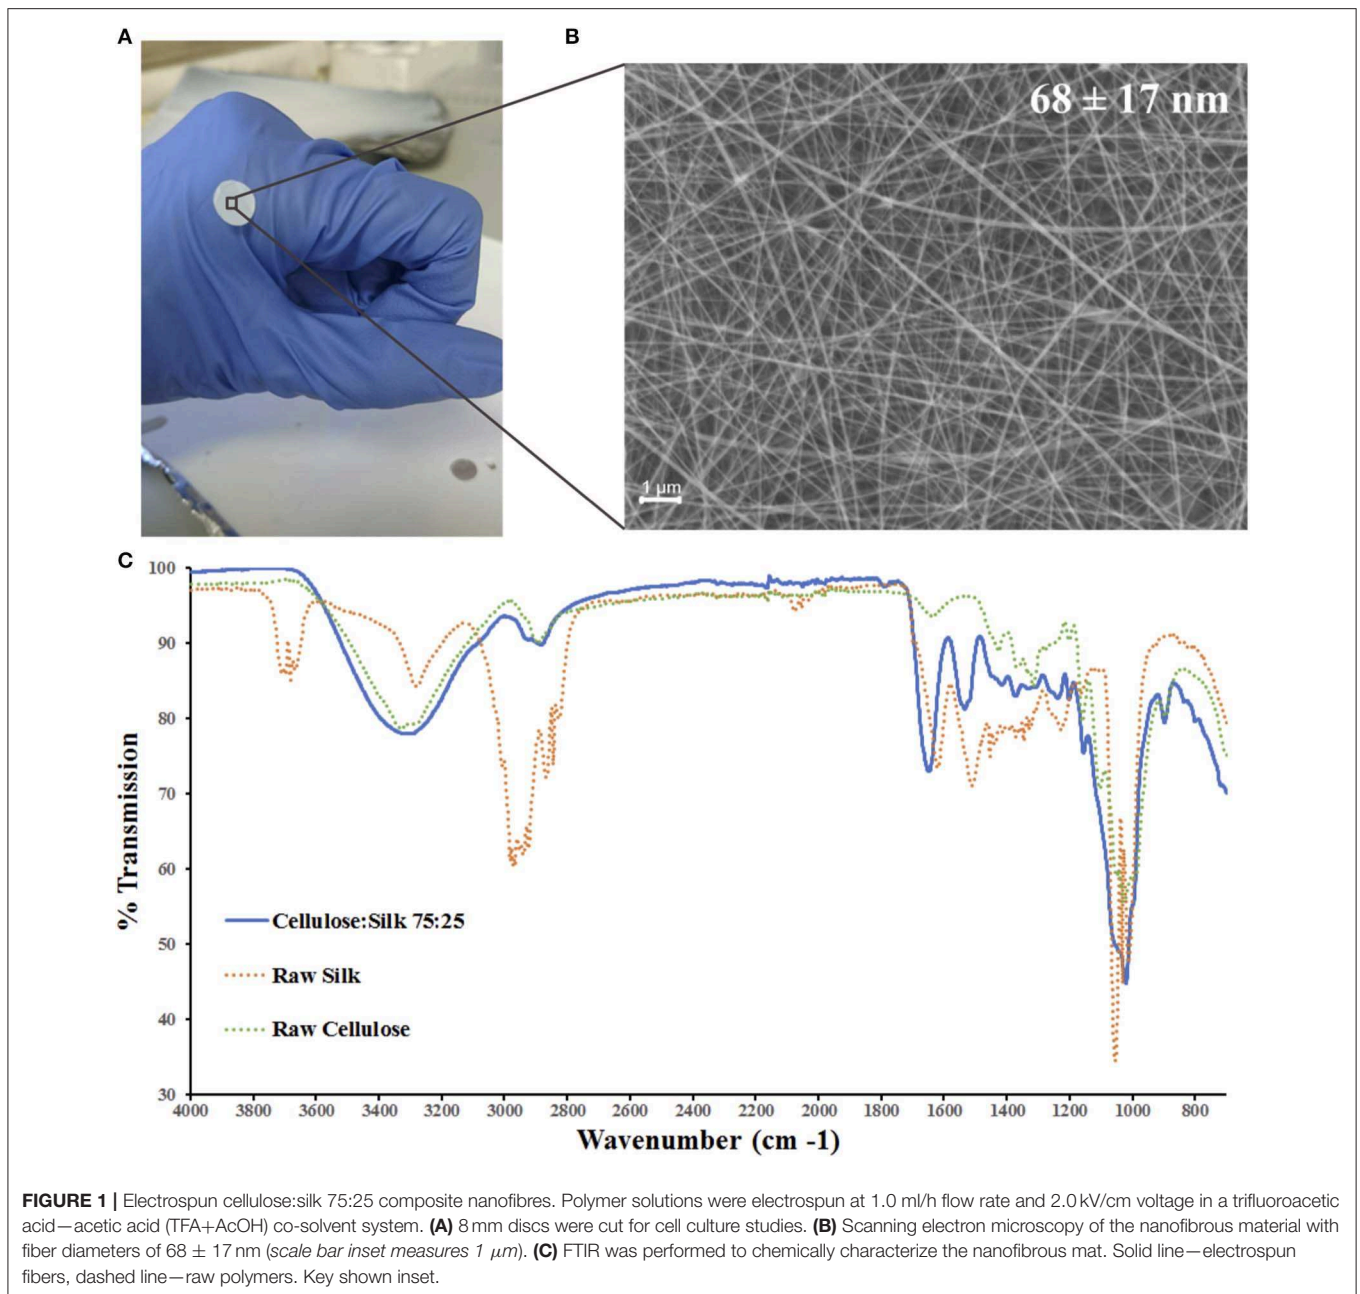 A
B
68 ± 17 nm
1 μm
C
100
90
80
70
60
50
40
30
% Transmission
Cellulose:Silk 75:25
Raw Silk
Raw Cellulose
4000 3800 3600 3400 3200 3000 2800 2600 2400 2200 2000 1800 1600 1400 1200 1000 800
Wavenumber (cm -1)
FIGURE 1 | Electrospun cellulose:silk 75:25 composite nanofibres. Polymer solutions were electrospun at 1.0 ml/h flow rate and 2.0 kV/cm voltage in a trifluoroacetic
acid—acetic acid (TFA+AcOH) co-solvent system. (A) 8 mm discs were cut for cell culture studies. (B) Scanning electron microscopy of the nanofibrous material with
fiber diameters of 68 ± 17 nm (scale bar inset measures 1 μm). (C) FTIR was performed to chemically characterize the nanofibrous mat. Solid line—electrospun
fibers, dashed line—raw polymers. Key shown inset.